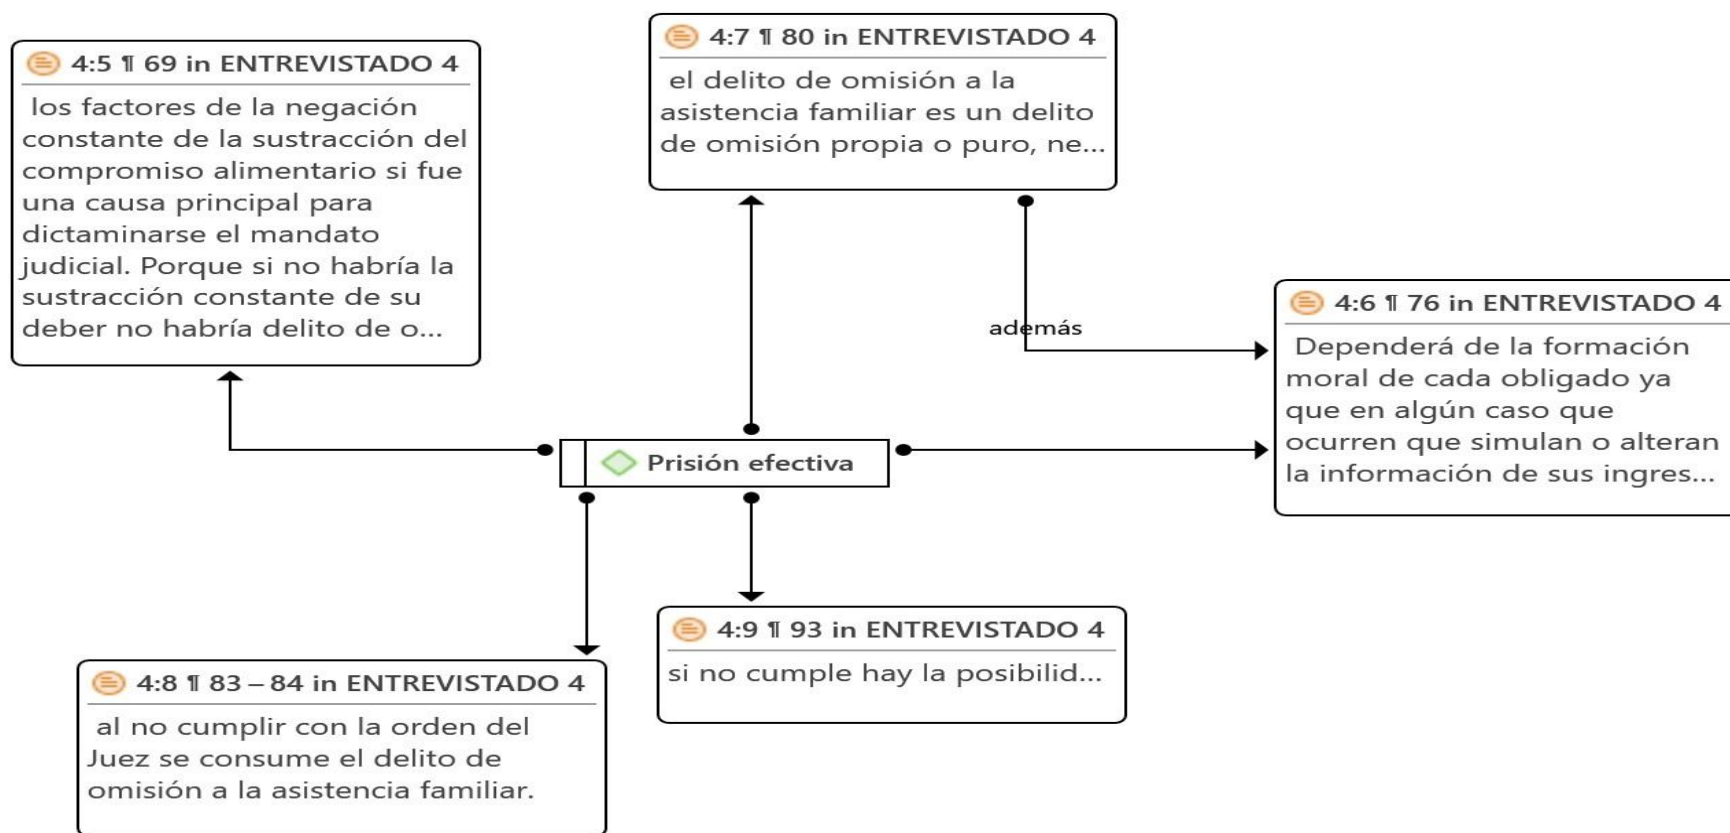 4:5 ¶ 69 in ENTREVISTADO 4
los factores de la negación
constante de la sustracción del
compromiso alimentario si fue
una causa principal para
dictaminarse el mandato
judicial. Porque si no habría la
sustracción constante de su
deber no habría delito de o...
4:7 ¶ 80 in ENTREVISTADO 4
el delito de omisión a la
asistencia familiar es un delito
de omisión propia o puro, ne...
además
4:6 ¶ 76 in ENTREVISTADO 4
Dependerá de la formación
moral de cada obligado ya
que en algún caso que
ocurren que simulan o alteran
la información de sus ingres...
Prisión efectiva
4:8 ¶ 83 – 84 in ENTREVISTADO 4
al no cumplir con la orden del
Juez se consume el delito de
omisión a la asistencia familiar.
4:9 ¶ 93 in ENTREVISTADO 4
si no cumple hay la posibilid...